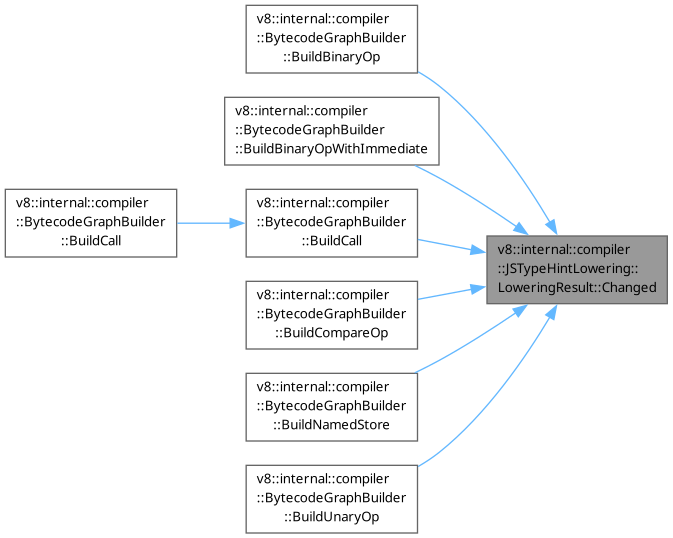 v8::internal::compiler
::BytecodeGraphBuilder
::BuildBinaryOp
v8::internal::compiler
::BytecodeGraphBuilder
::BuildBinaryOpWithImmediate
v8::internal::compiler
::BytecodeGraphBuilder
::BuildCall
v8::internal::compiler
::BytecodeGraphBuilder
::BuildCall
v8::internal::compiler
::JSTypeHintLowering::
LoweringResult::Changed
v8::internal::compiler
::BytecodeGraphBuilder
::BuildCompareOp
v8::internal::compiler
::BytecodeGraphBuilder
::BuildNamedStore
v8::internal::compiler
::BytecodeGraphBuilder
::BuildUnaryOp